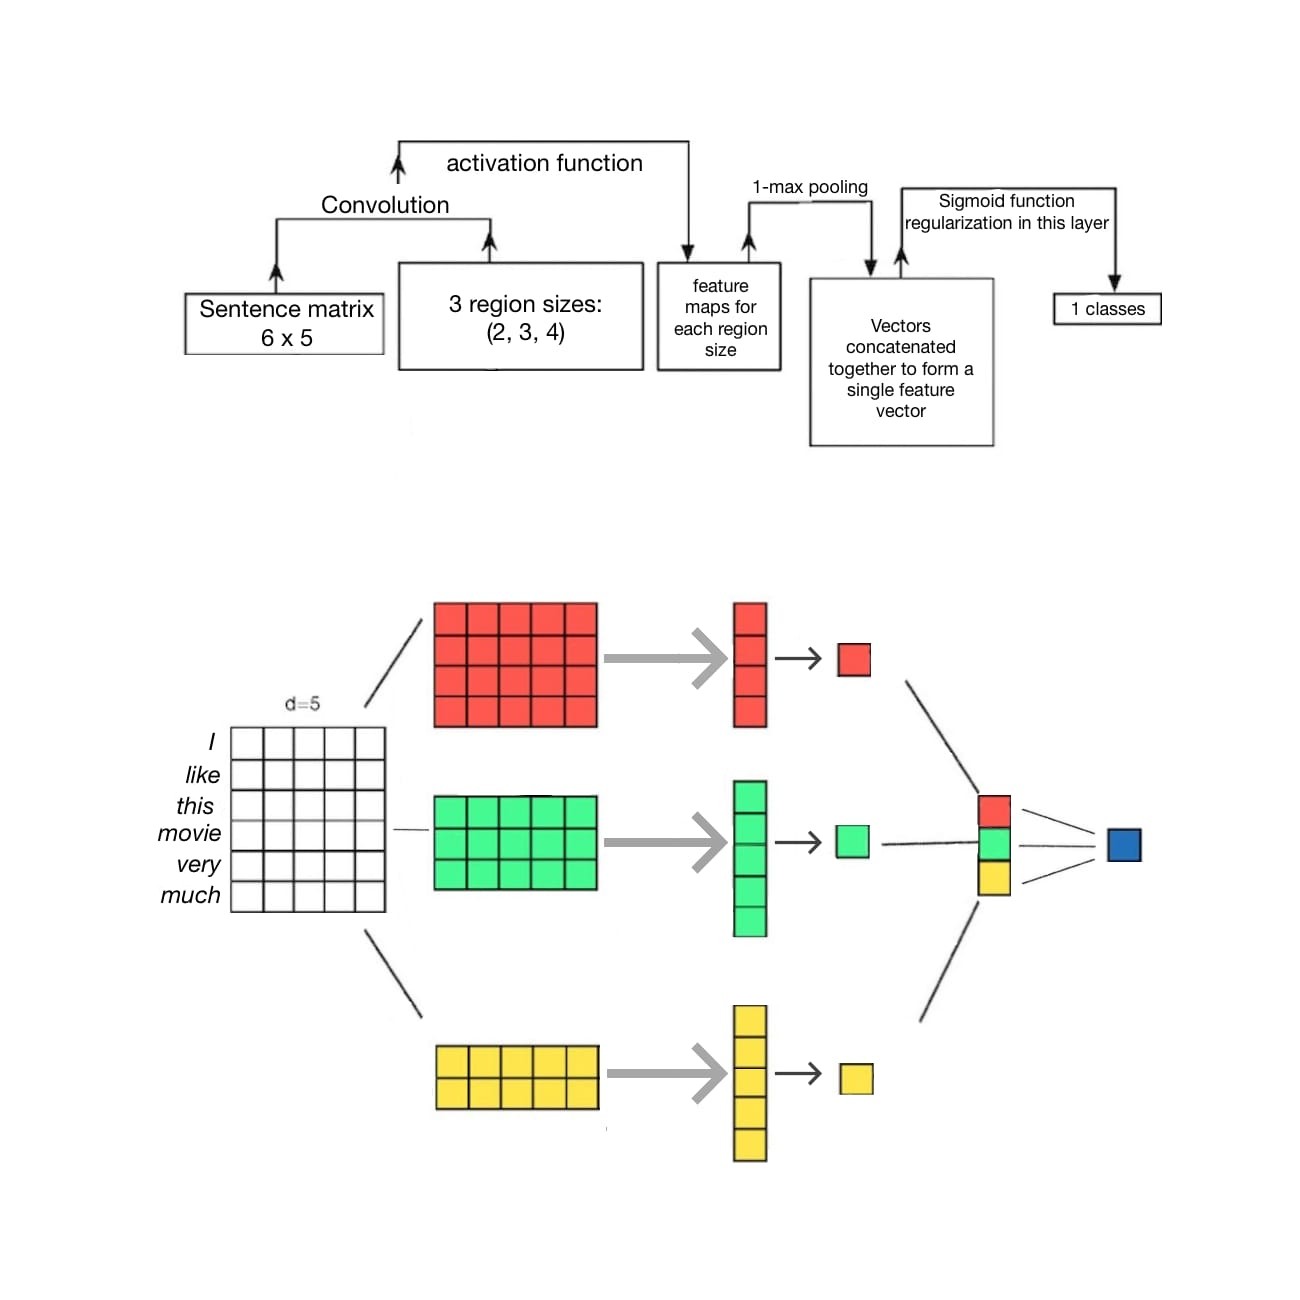 activation function
Convolution
1-max pooling
Sigmoid function
regularization in this layer
Sentence matrix
6 x 5
3 region sizes:
(2, 3, 4)
feature
maps for
each region
size
Vectors
concatenated
together to form a
single feature
vector
1 classes
d=5
I
like
this
movie
very
much